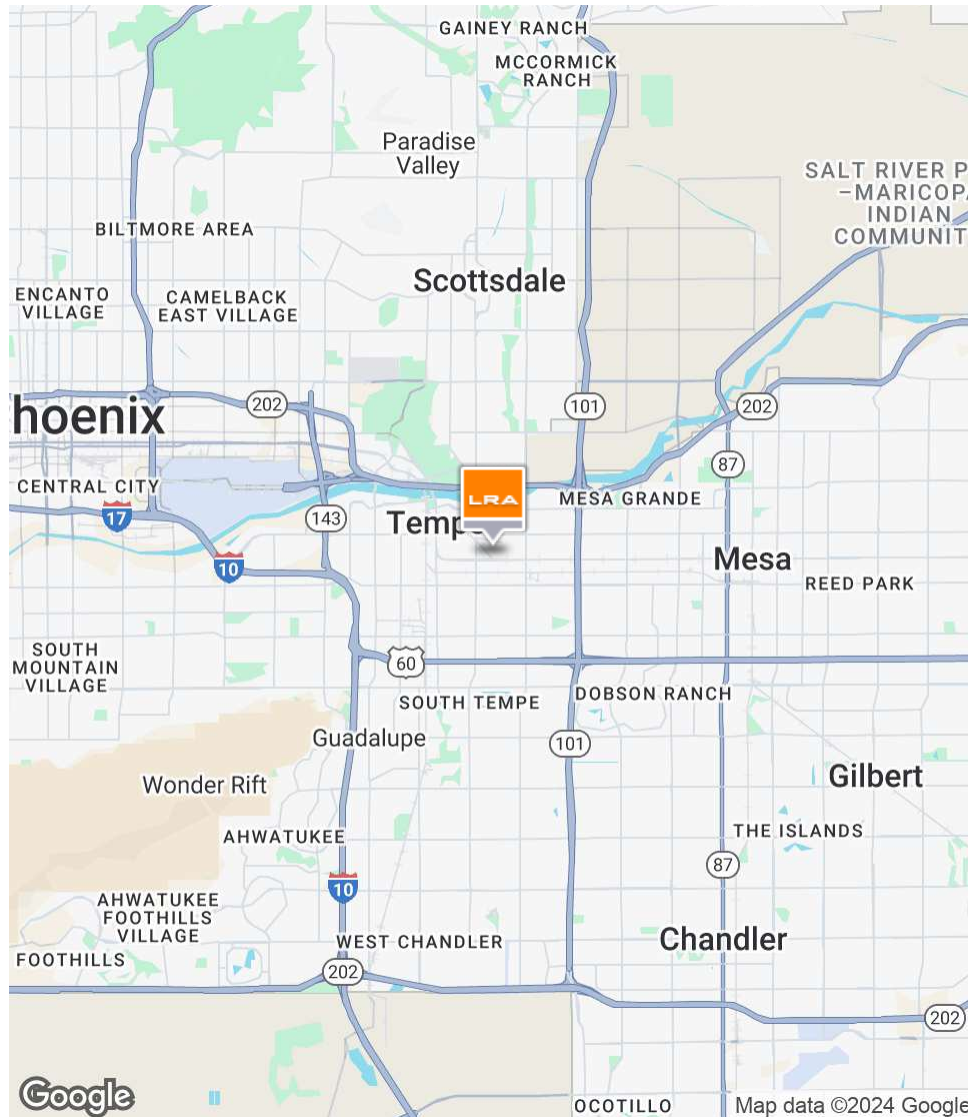 GAINEY RANCH
MCCORMICK
RANCH
Paradise
Valley
SALT RIVER P
–MARICOPA
INDIAN
COMMUNIT
BILTMORE AREA
Scottsdale
ENCANTO
VILLAGE
CAMELBACK
EAST VILLAGE
202
101
202
hoenix
87
CENTRAL CITY
LRA
MESA GRANDE
17
143
Tempe
10
Mesa
REED PARK
SOUTH
MOUNTAIN
VILLAGE
60
SOUTH TEMPE
DOBSON RANCH
Guadalupe
101
Wonder Rift
Gilbert
AHWATUKEE
THE ISLANDS
87
10
AHWATUKEE
FOOTHILLS
VILLAGE
FOOTHILLS
WEST CHANDLER
Chandler
202
202
Google
OCOTILLO
Map data ©2024 Google